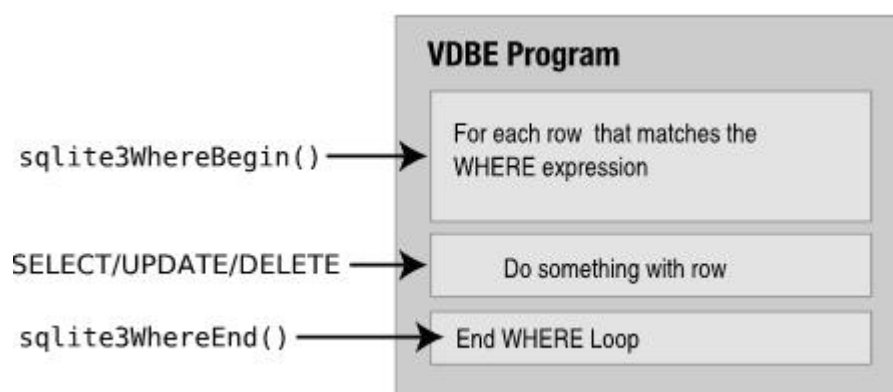 VDBE Program
sqlite3WhereBegin()
For each row that matches the
WHERE expression
SELECT/UPDATE/DELETE
Do something with row
sqlite3WhereEnd()
End WHERE Loop